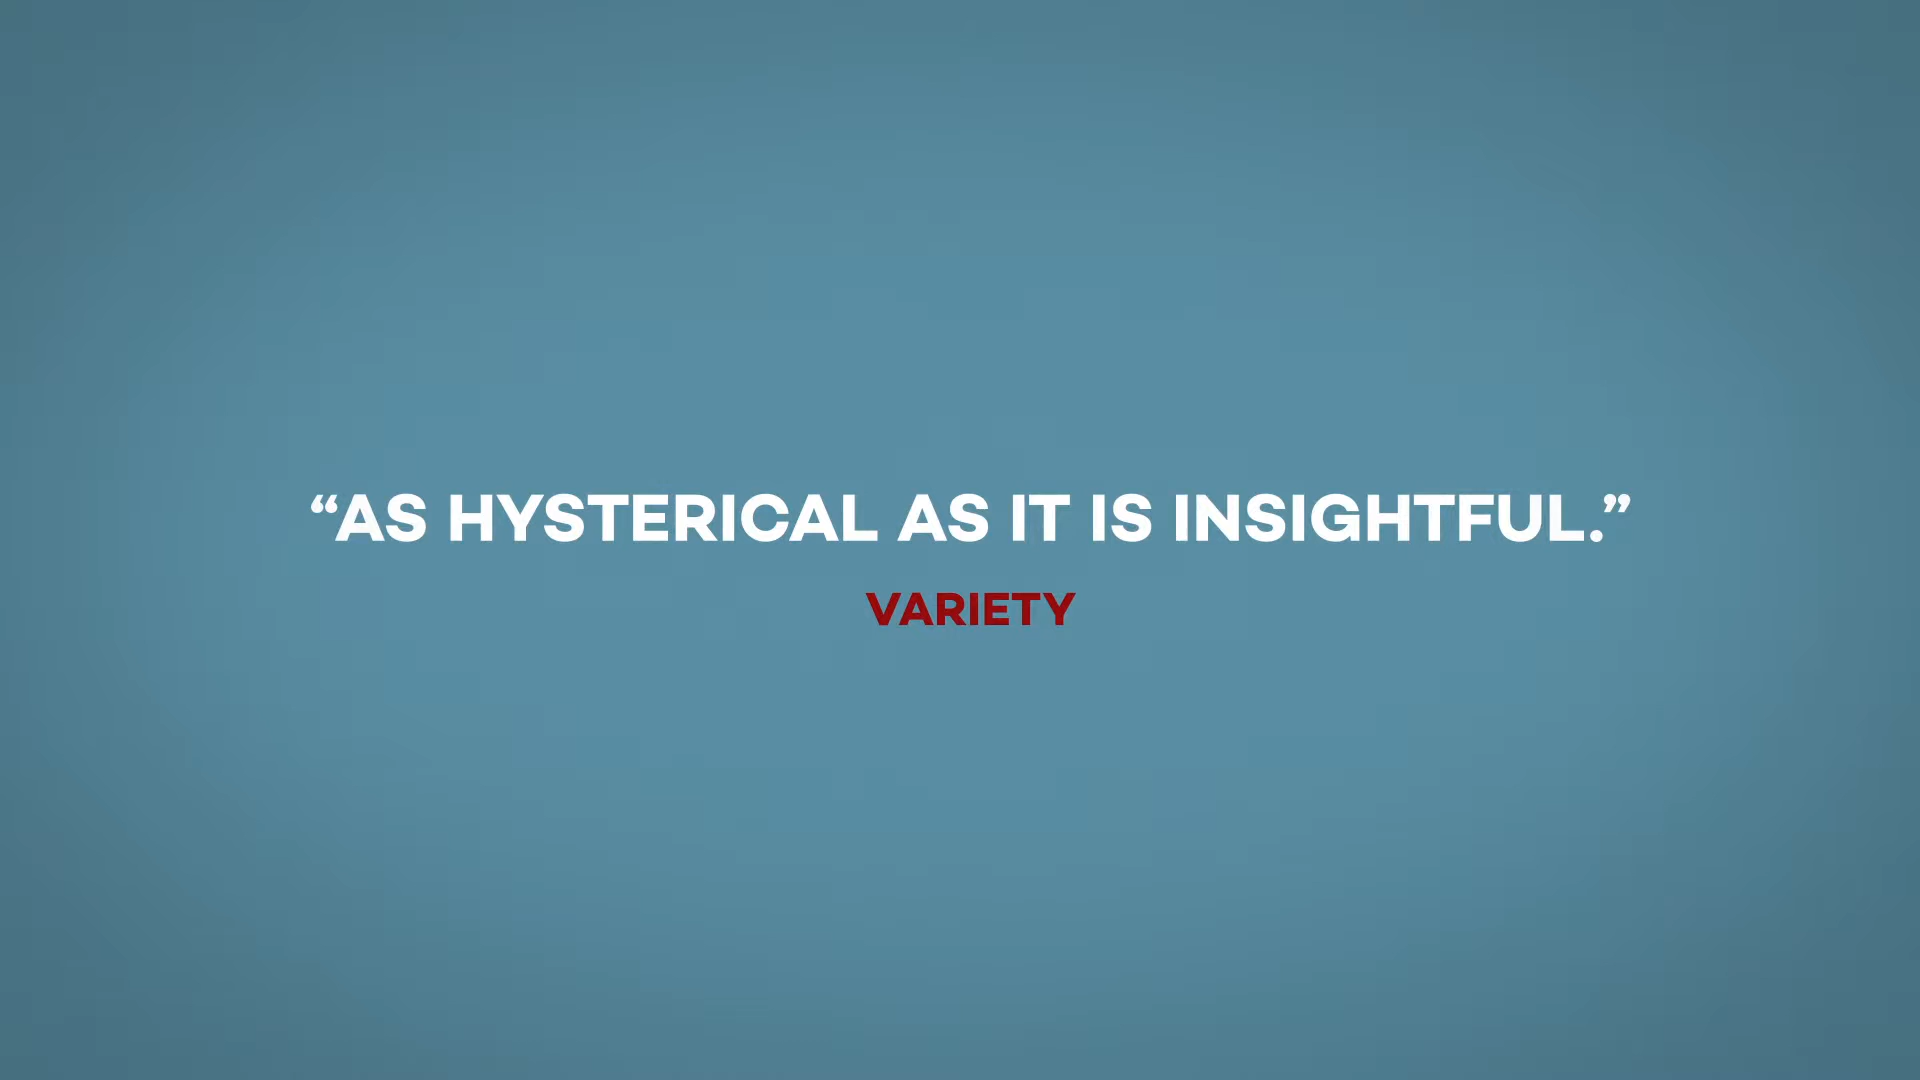 “AS HYSTERICAL AS IT IS INSIGHTFUL.”
VARIETY